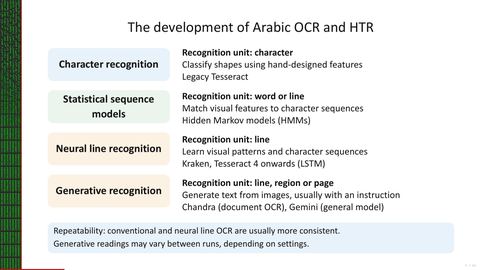 The development of Arabic OCR and HTR
Character recognition
Recognition unit: character
Classify shapes using hand-designed features
Legacy Tesseract
Statistical sequence
models
Recognition unit: word or line
Match visual features to character sequences
Hidden Markov models (HMMs)
Neural line recognition
Recognition unit: line
Learn visual patterns and character sequences
Kraken, Tesseract 4 onwards (LSTM)
Generative recognition
Recognition unit: line, region or page
Generate text from images, usually with an instruction
Chandra (document OCR), Gemini (general model)
Repeatability: conventional and neural line OCR are usually more consistent.
Generative readings may vary between runs, depending on settings.